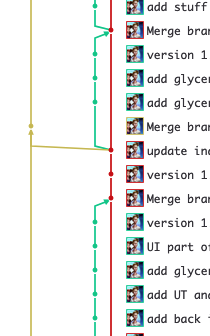 add stuff
Merge bran
version 1
add glycer
add glycer
Merge bran
update ind
version 1
Merge bran
version 1
UI part of
add glycer
add UT and
add back